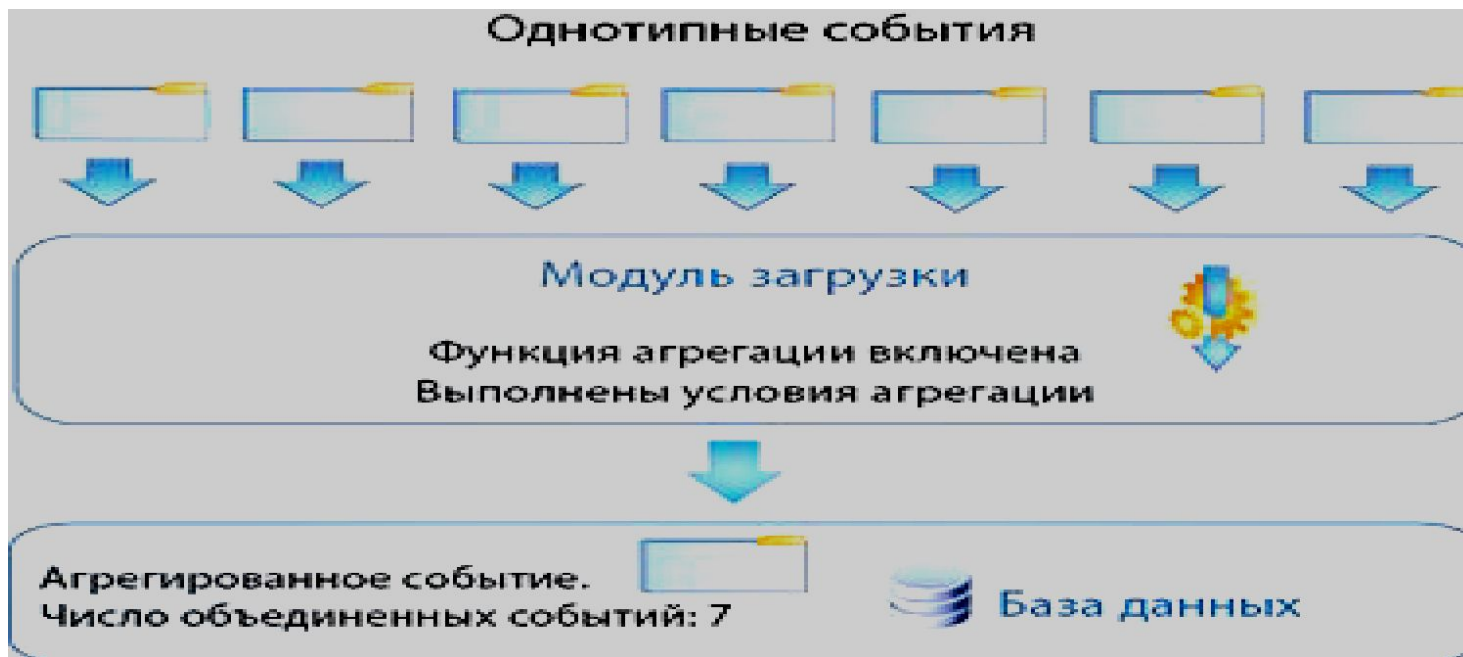 Однотипные события
Модуль загрузки
Функция агрегации включена
Выполнены условия агрегации
Агрегированное событие.
Число объединенных событий: 7
База данных